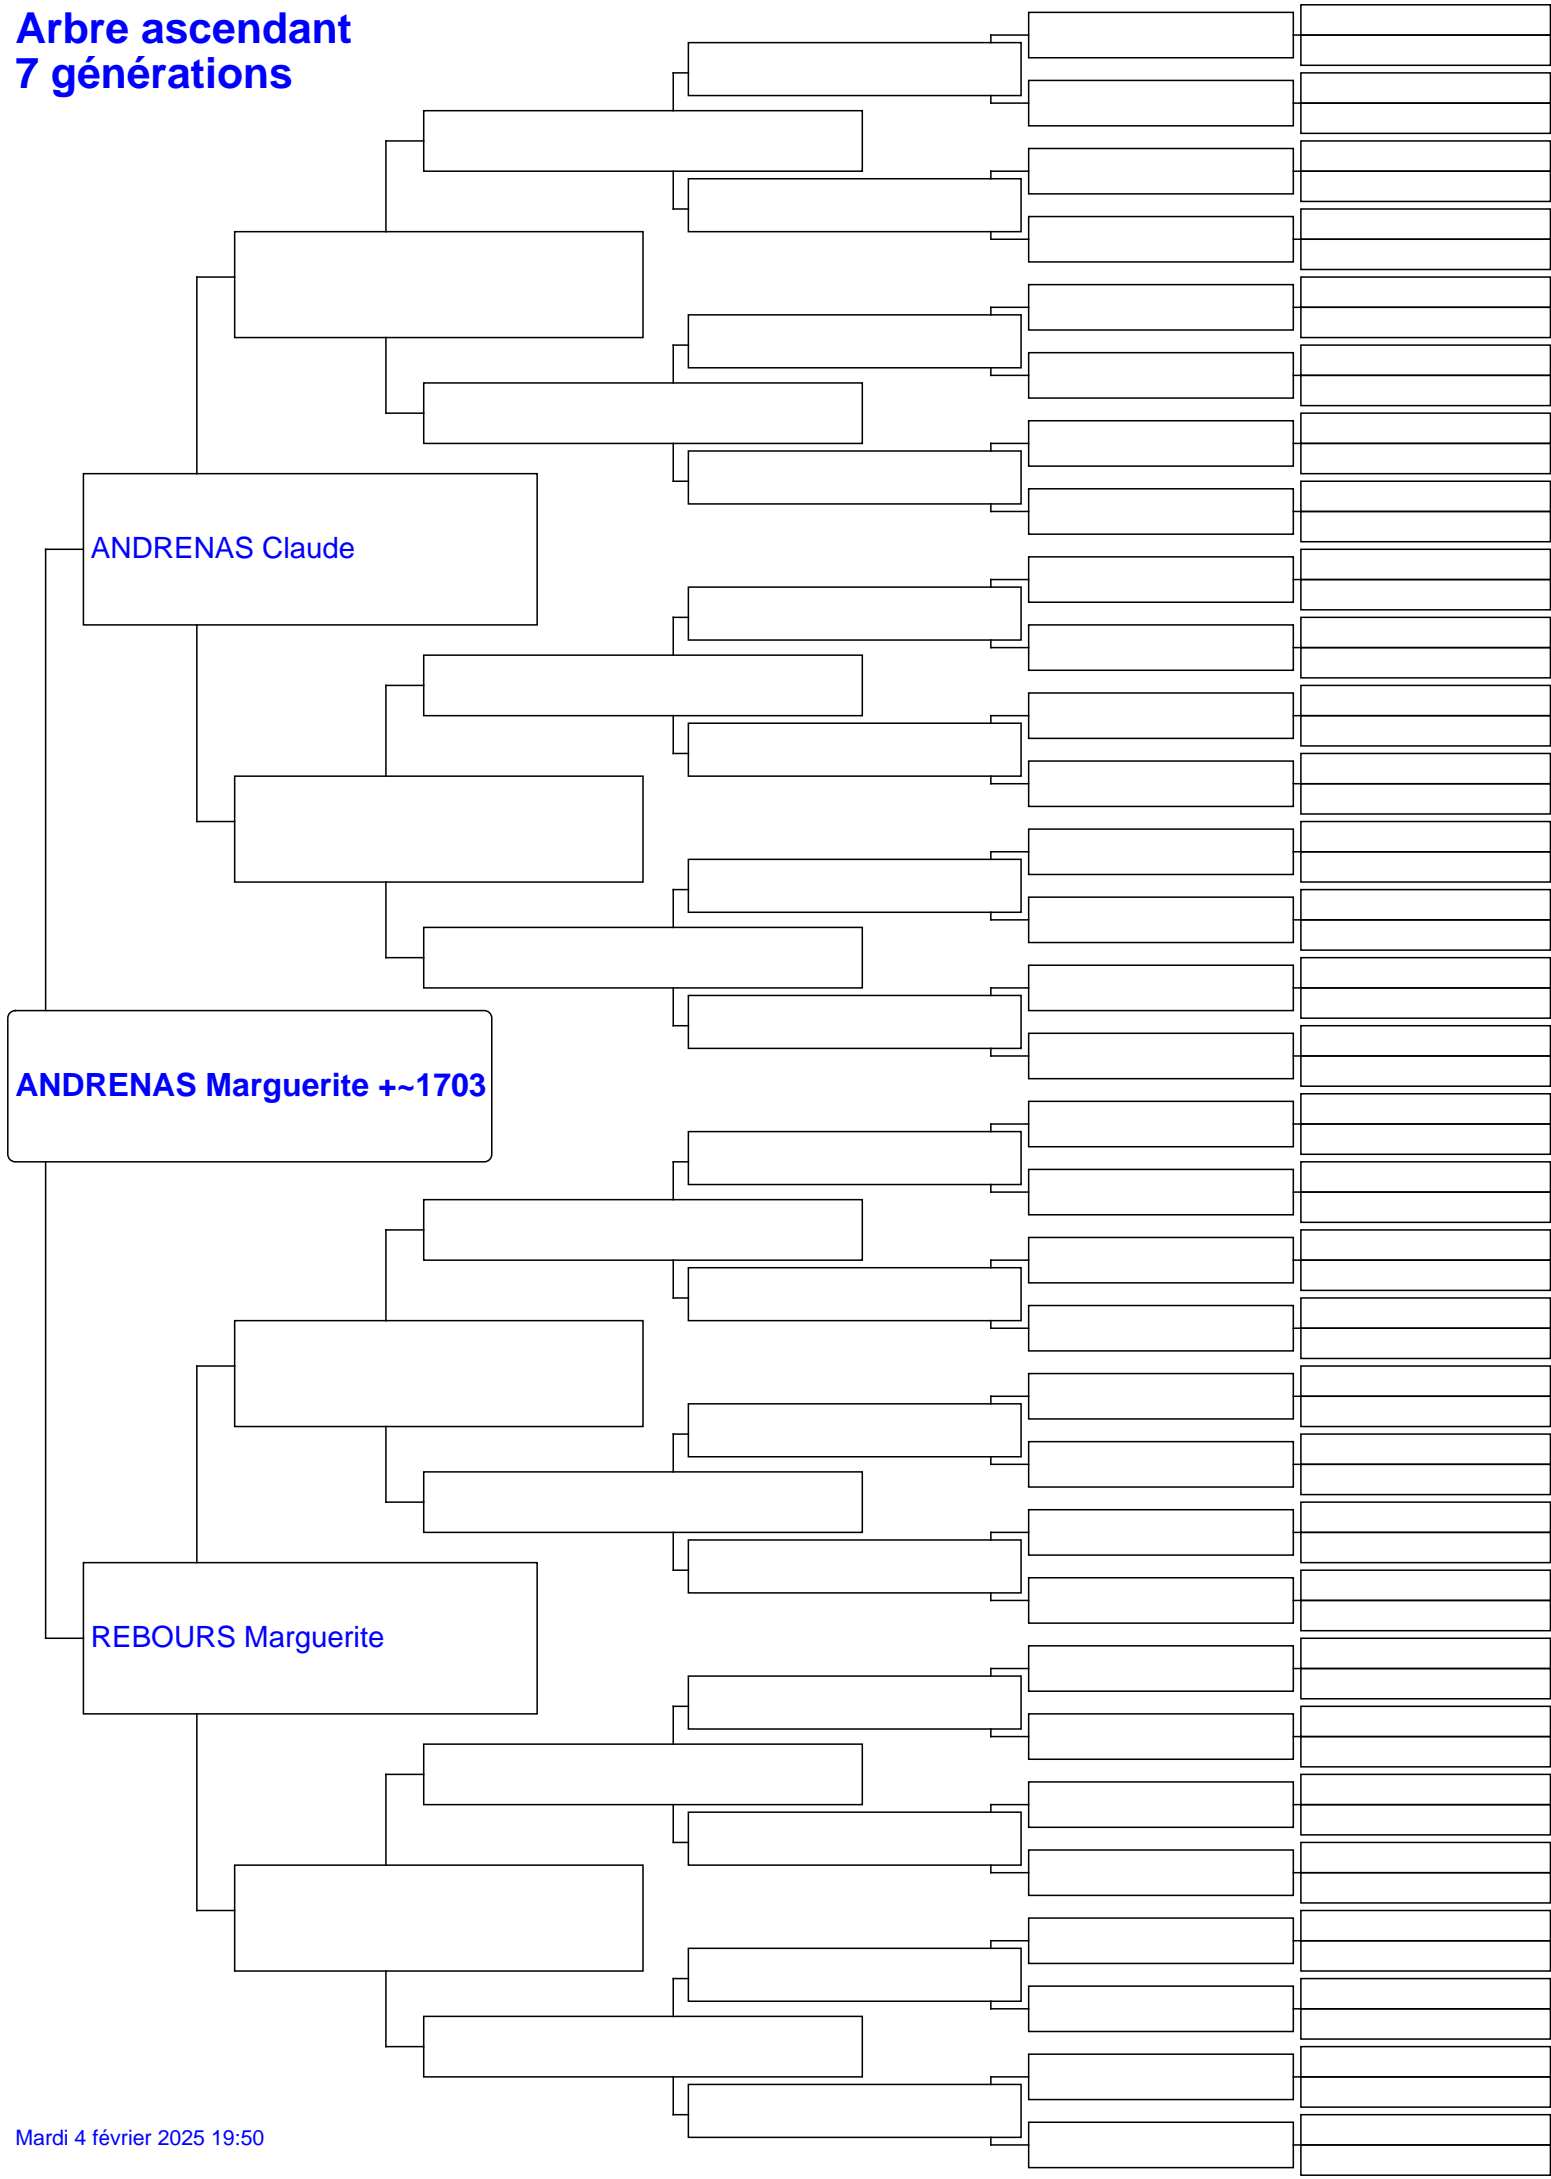 Arbre ascendant
7 générations
ANDRENAS Claude
ANDRENAS Marguerite +~1703
REBOURS Marguerite
Mardi 4 février 2025 19:50